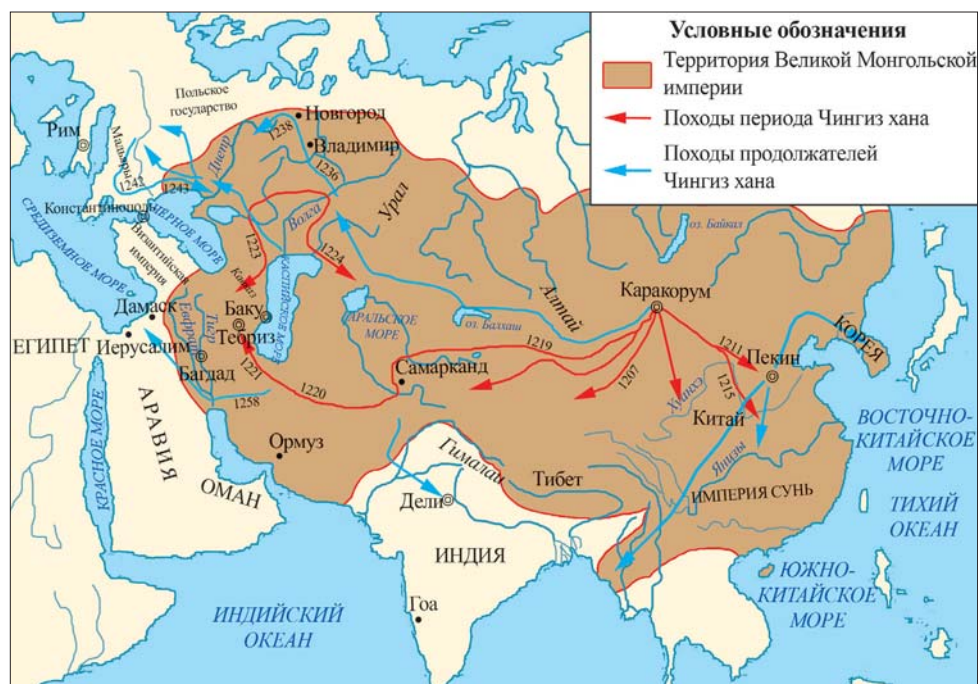 Условные обозначения
Территория Великой Монгольской
империи
Походы периода Чингиз хана
Походы продолжателей
Чингиз хана
Польское
государство
Новгород
1238
Владимир
Рим
Мадьяры
Днепр
1236
Урал
1242
1243
Константинополь
ЧЕРНОЕ МОРЕ
Волга
оз. Байкал
СРЕДИЗЕМНОЕ МОРЕ
Византийская
империя
1223
1224
Кавказ
КАСПИЙСКОЕ МОРЕ
Алтай
Каракорум
Дамаск
Евфрат
Тигр
Баку
Тебриз
АРАЛЬСКОЕ
МОРЕ
оз. Балхаш
1219
1211
КОРЕЯ
ЕГИПЕТ
Иерусалим
Багдад
1221
1220
Самарканд
1207
1215
Пекин
Хуанхэ
Китай
1258
КРАСНОЕ МОРЕ
АРАВИЯ
Ормуз
ОМАН
Гималаи
Тибет
Янцзы
ИМПЕРИЯ СУНЬ
ВОСТОЧНО-
КИТАЙСКОЕ
МОРЕ
Дели
ИНДИЯ
ТИХИЙ
ОКЕАН
Гоа
ИНДИЙСКИЙ
ОКЕАН
ЮЖНО-
КИТАЙСКОЕ
МОРЕ